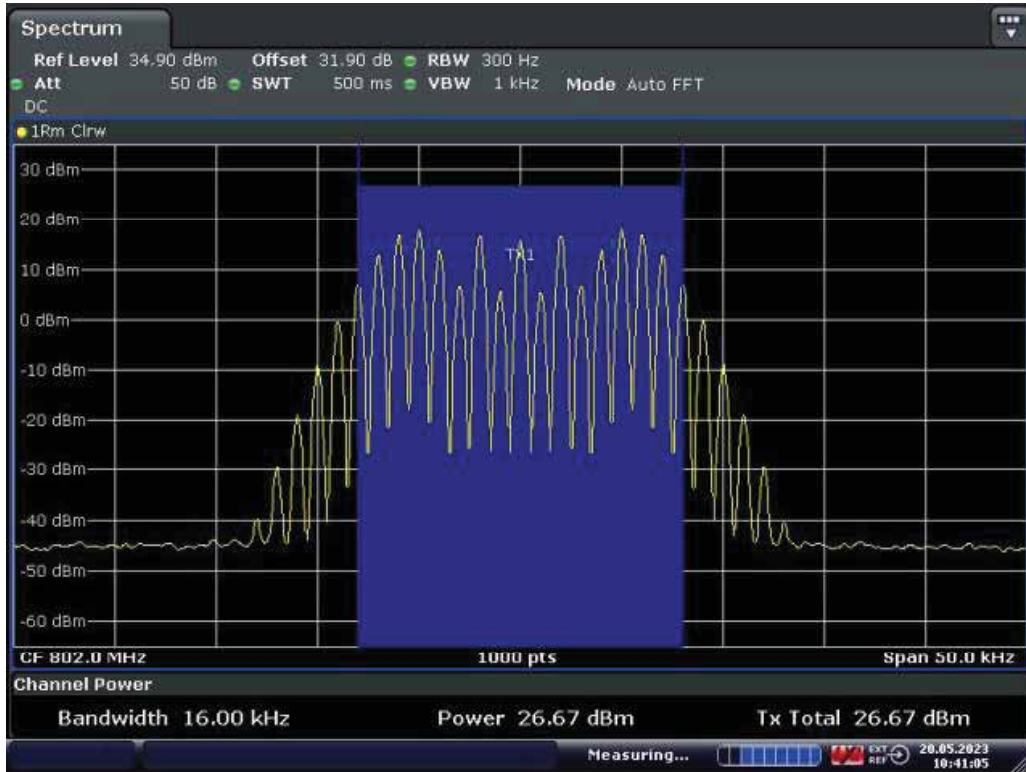 Spectrum
Ref Level 34.90 dBm Offset 31.90 dB RBW 300 Hz
Att 50 dB SWT 500 ms VBW 1 kHz Mode Auto FFT
DC
1Rm Clrw
30 dBm
20 dBm
TX1
10 dBm
0 dBm
-10 dBm
-20 dBm
-30 dBm
-40 dBm
-50 dBm
-60 dBm
CF 802.0 MHz 1000 pts Span 50.0 kHz
Channel Power
Bandwidth 16.00 kHz Power 26.67 dBm Tx Total 26.67 dBm
Measuring... EXT REF 20.05.2023
10:41:05